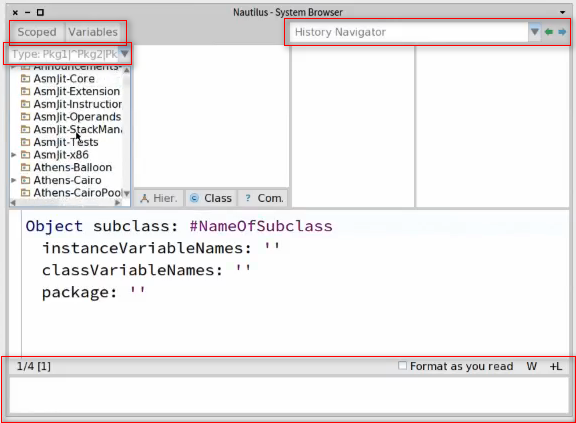 Nautilus - System Browser
Scoped Variables
History Navigator
Type: Pkg1|^Pkg2|Pk
Announcements-
AsmJit-Core
AsmJit-Extension
AsmJit-Instruction
AsmJit-Operands
AsmJit-StackMana
AsmJit-Tests
AsmJit-x86
Athens-Balloon
Athens-Cairo
Athens-CairoPool
Hier. Class ? Com.
Object subclass: #NameOfSubclass
instanceVariableNames: ''
classVariableNames: ''
package: ''
1/4 [1] Format as you read W +L